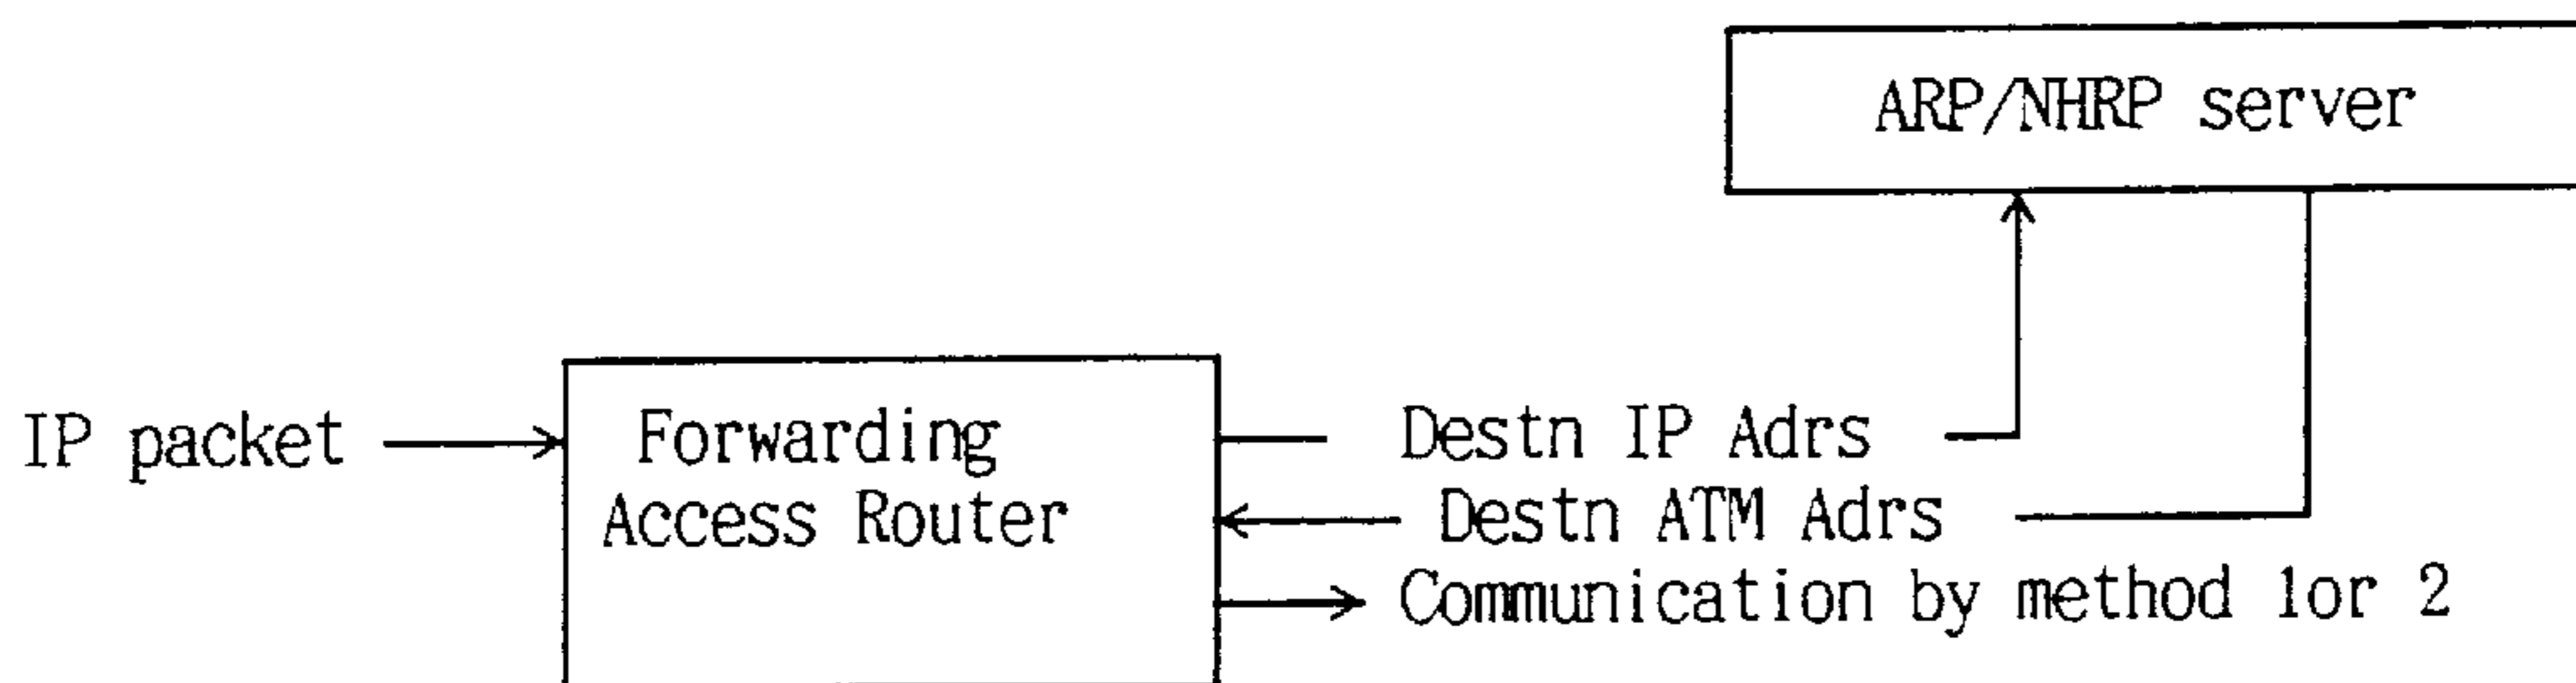 ARP/NHRP server
IP packet
Forwarding
Access Router
Destn IP Adrs
Destn ATM Adrs
Communication by method 1or 2